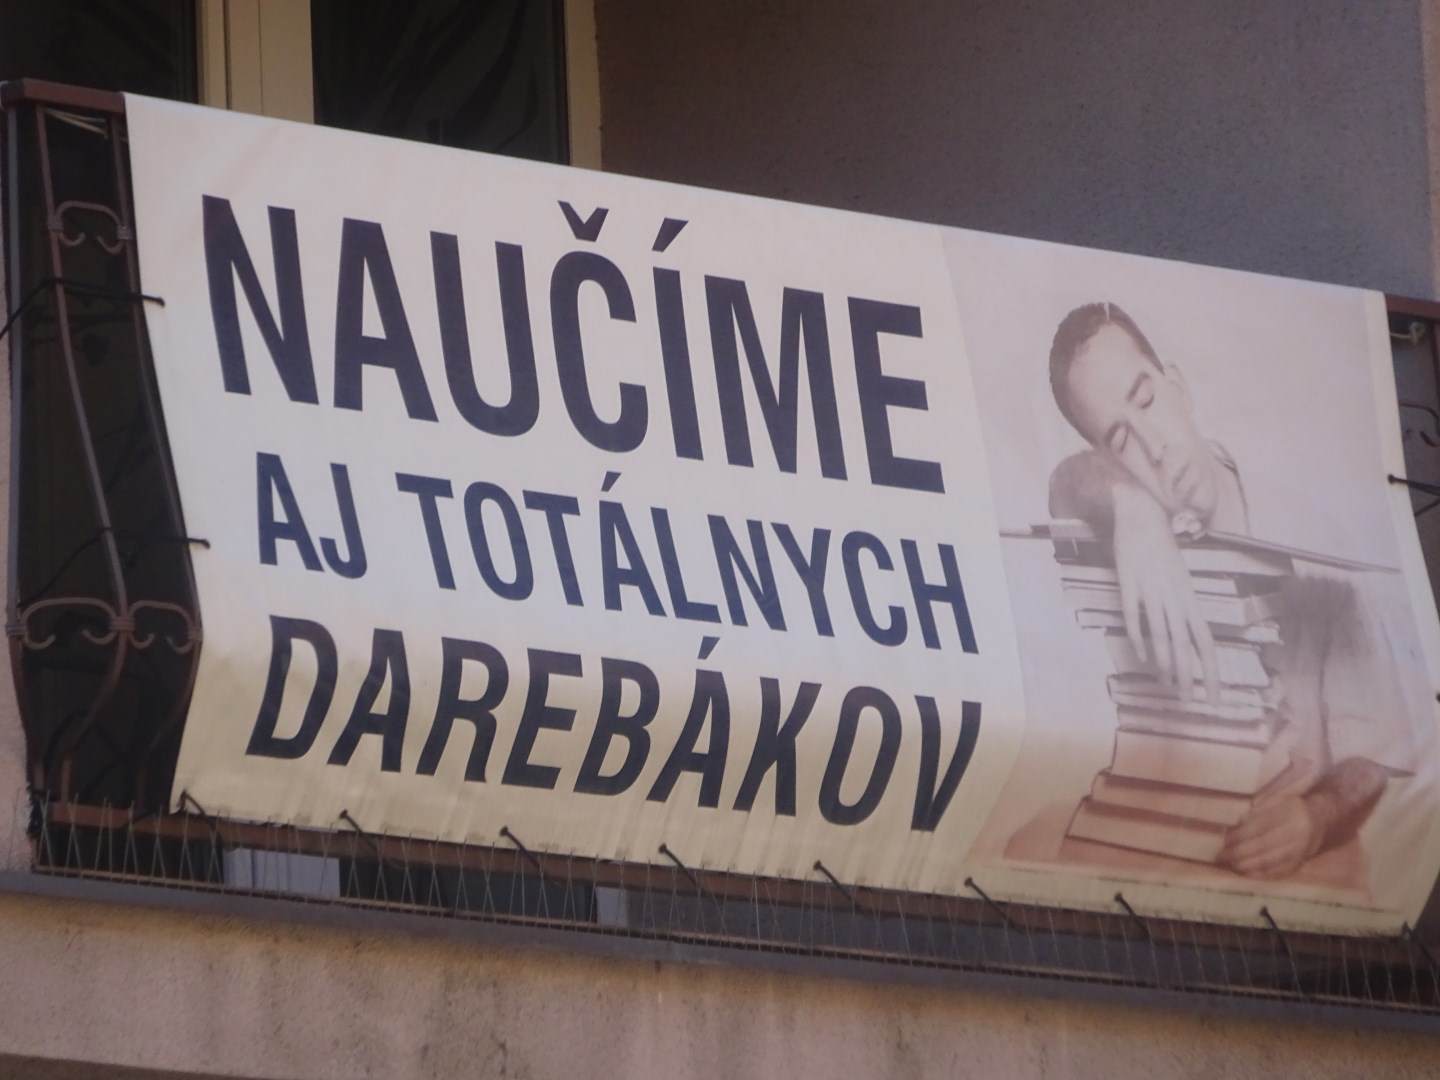 NAUČÍME
AJ TOTÁLNYCH
DAREBÁKOV